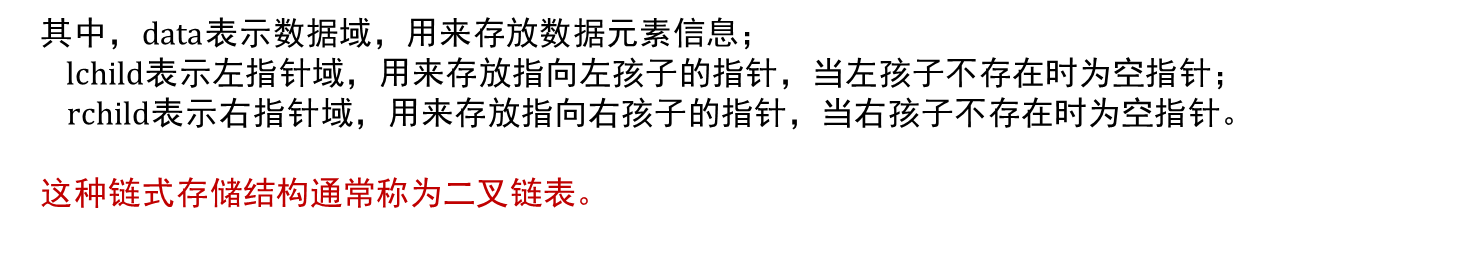 其中，data表示数据域，用来存放数据元素信息；
lchild表示左指针域，用来存放指向左孩子的指针，当左孩子不存在时为空指针；
rchild表示右指针域，用来存放指向右孩子的指针，当右孩子不存在时为空指针。
这种链式存储结构通常称为二叉链表。